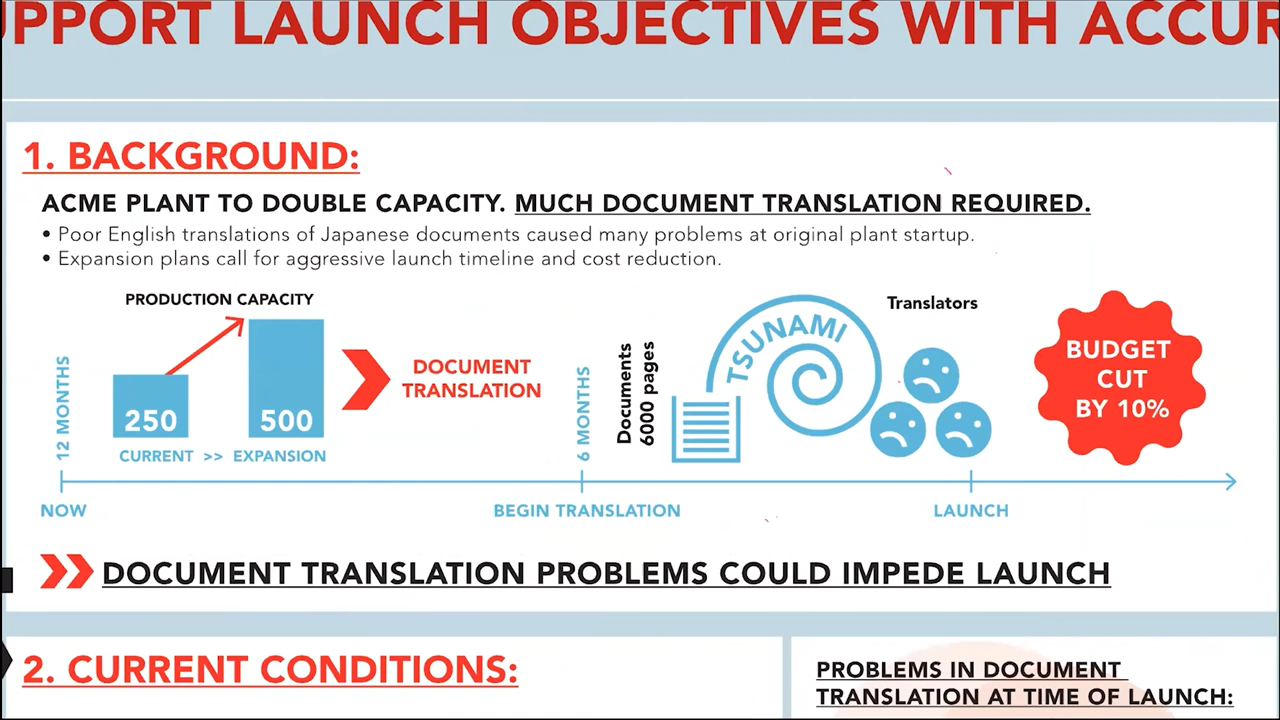 PPORT LAUNCH OBJECTIVES WITH ACCUR
1. BACKGROUND:
ACME PLANT TO DOUBLE CAPACITY. MUCH DOCUMENT TRANSLATION REQUIRED.
• Poor English translations of Japanese documents caused many problems at original plant startup.
• Expansion plans call for aggressive launch timeline and cost reduction.
PRODUCTION CAPACITY
12 MONTHS
250
500
CURRENT >> EXPANSION
DOCUMENT
TRANSLATION
6 MONTHS
Documents
6000 pages
TSUNAMI
Translators
BUDGET
CUT
BY 10%
NOW
BEGIN TRANSLATION
LAUNCH
DOCUMENT TRANSLATION PROBLEMS COULD IMPEDE LAUNCH
2. CURRENT CONDITIONS:
PROBLEMS IN DOCUMENT
TRANSLATION AT TIME OF LAUNCH: